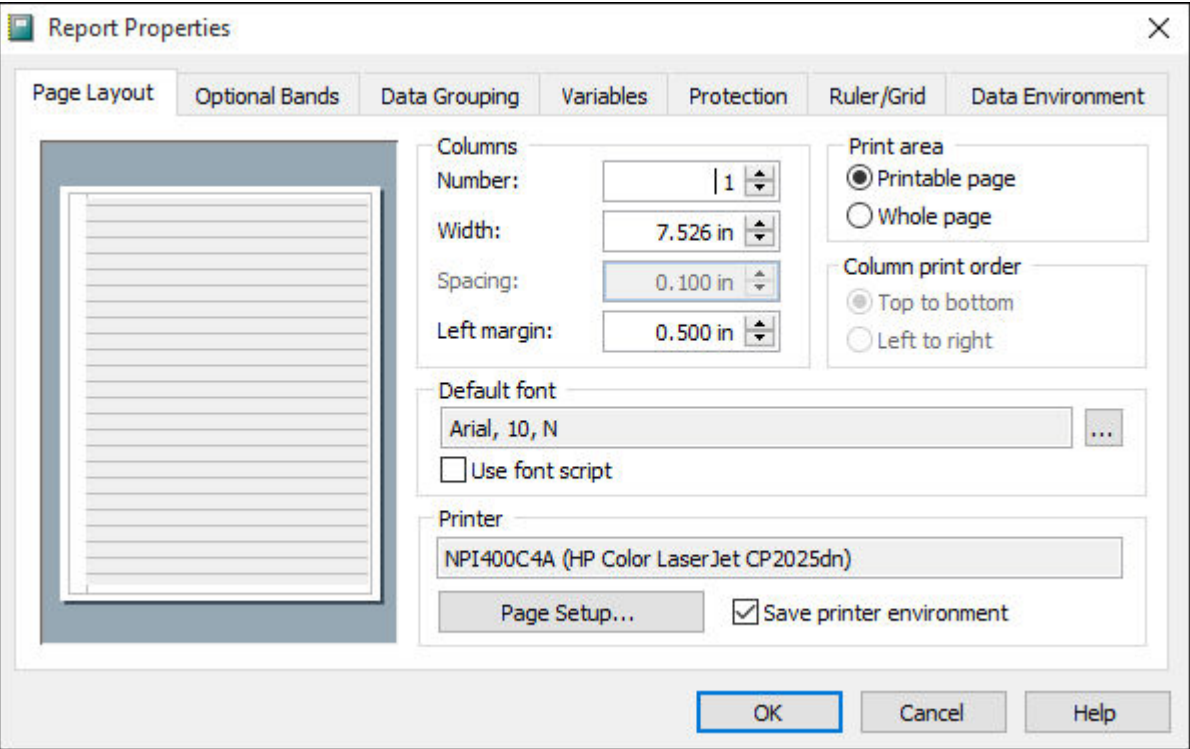 Report Properties
Page Layout
Optional Bands
Data Grouping
Variables
Protection
Ruler/Grid
Data Environment
Columns
Number:
1
Width:
7.526 in
Spacing:
0.100 in
Left margin:
0.500 in
Print area
Printable page
Whole page
Column print order
Top to bottom
Left to right
Default font
Arial, 10, N
...
Use font script
Printer
NPI400C4A (HP Color LaserJet CP2025dn)
Page Setup...
Save printer environment
OK
Cancel
Help